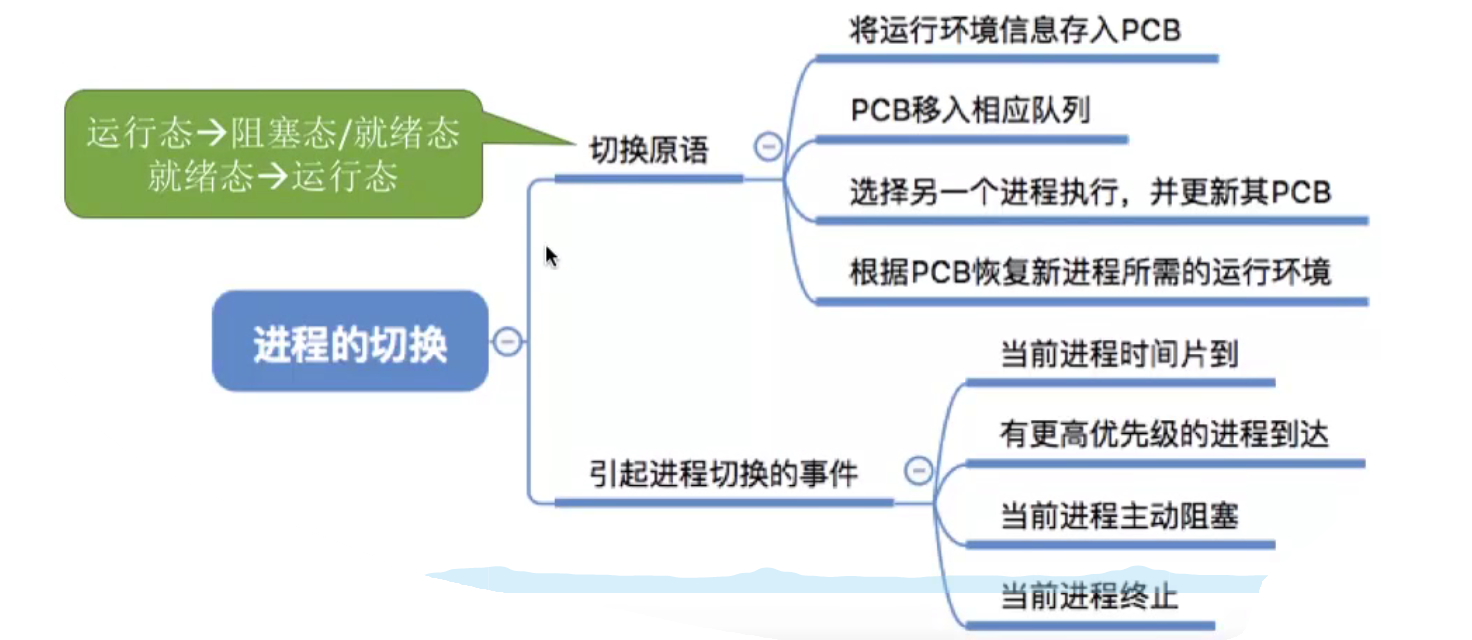 将运行环境信息存入PCB
运行态→阻塞态/就绪态
就绪态→运行态
切换原语
PCB移入相应队列
选择另一个进程执行，并更新其PCB
根据PCB恢复新进程所需的运行环境
进程的切换
当前进程时间片到
有更高优先级的进程到达
引起进程切换的事件
当前进程主动阻塞
当前进程终止